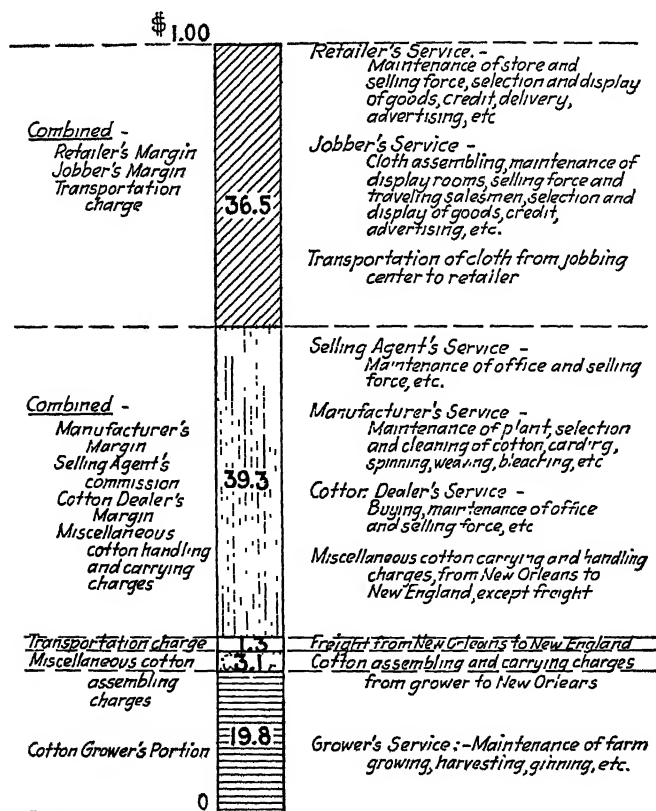 $1.00
Combined -
Retailer's Margin
Jobber's Margin
Transportation
charge
36.5
Retailer's Service. -
Maintenance of store and
selling force, selection and display
of goods, credit, delivery,
advertising, etc
Jobber's Service -
Cloth assembling, maintenance of
display rooms, selling force and
traveling salesmen, selection and
display of goods, credit,
advertising, etc.
Transportation of cloth from jobbing
center to retailer
Combined -
Manufacturer's
Margin
Selling Agent's
commission
Cotton Dealer's
Margin
Miscellaneous
cotton handling
and carrying
charges
39.3
Selling Agent's Service -
Maintenance of office and selling
force, etc.
Manufacturer's Service -
Maintenance of plant, selection
and cleaning of cotton, carding,
spinning, weaving, bleaching, etc
Cotton Dealer's Service -
Buying, maintenance of office
and selling force, etc
Miscellaneous cotton carrying and handling
charges, from New Orleans to
New England, except freight
Transportation charge
1.3
Freight from New Orleans to New England
Miscellaneous cotton
assembling
charges
3.1
Cotton assembling and carrying charges
from grower to New Orleans
Cotton Grower's Portion
19.8
Grower's Service :- Maintenance of farm
growing, harvesting, ginning, etc.
0